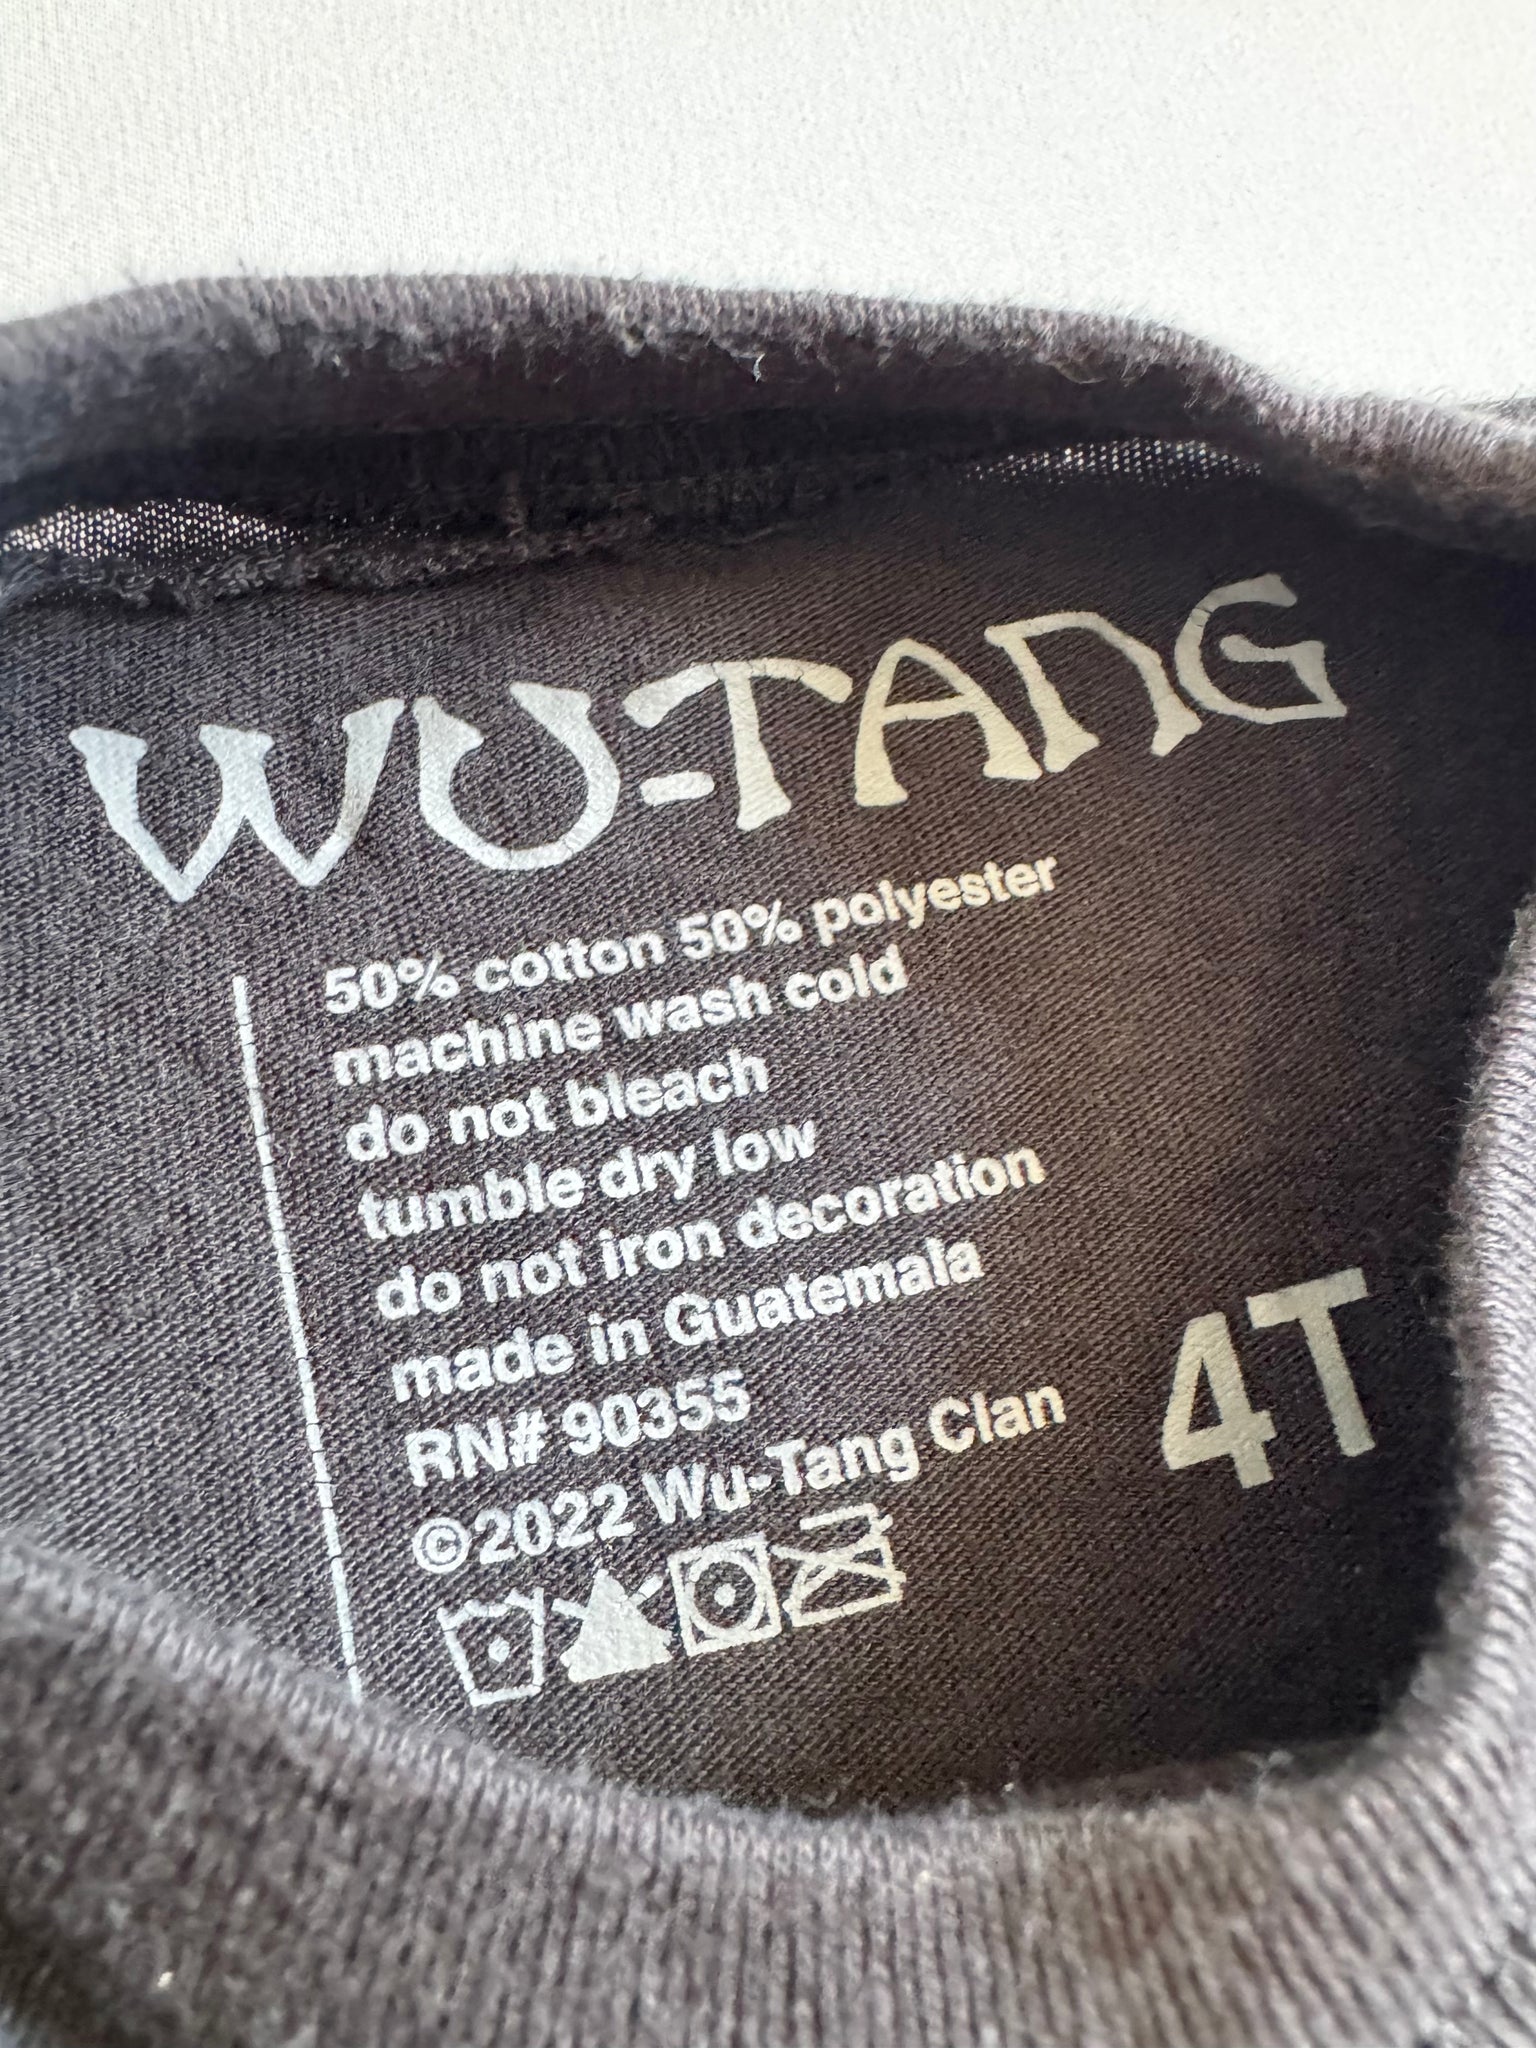 WU-TANG
50% cotton 50% polyester
machine wash cold
do not bleach
tumble dry low
do not iron decoration
made in Guatemala
RN# 90355
©2022 Wu-Tang Clan
4T